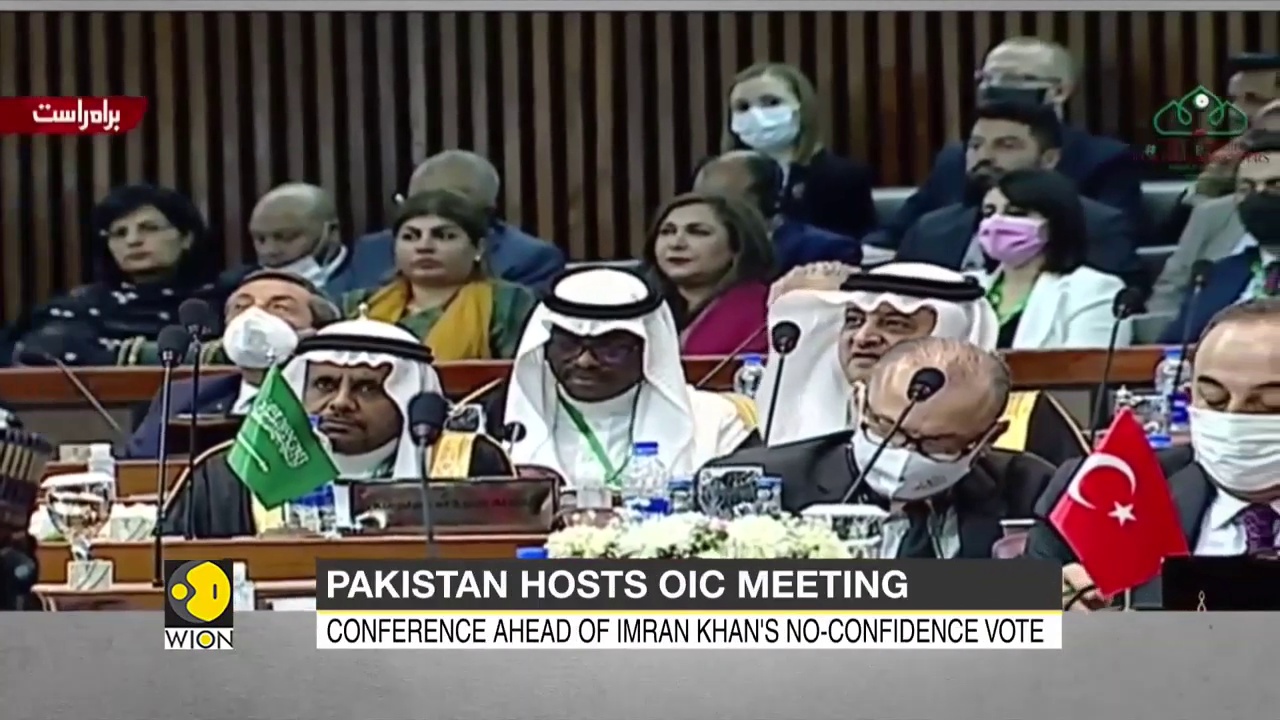 براہ راست
PAKISTAN HOSTS OIC MEETING
CONFERENCE AHEAD OF IMRAN KHAN'S NO-CONFIDENCE VOTE
WION